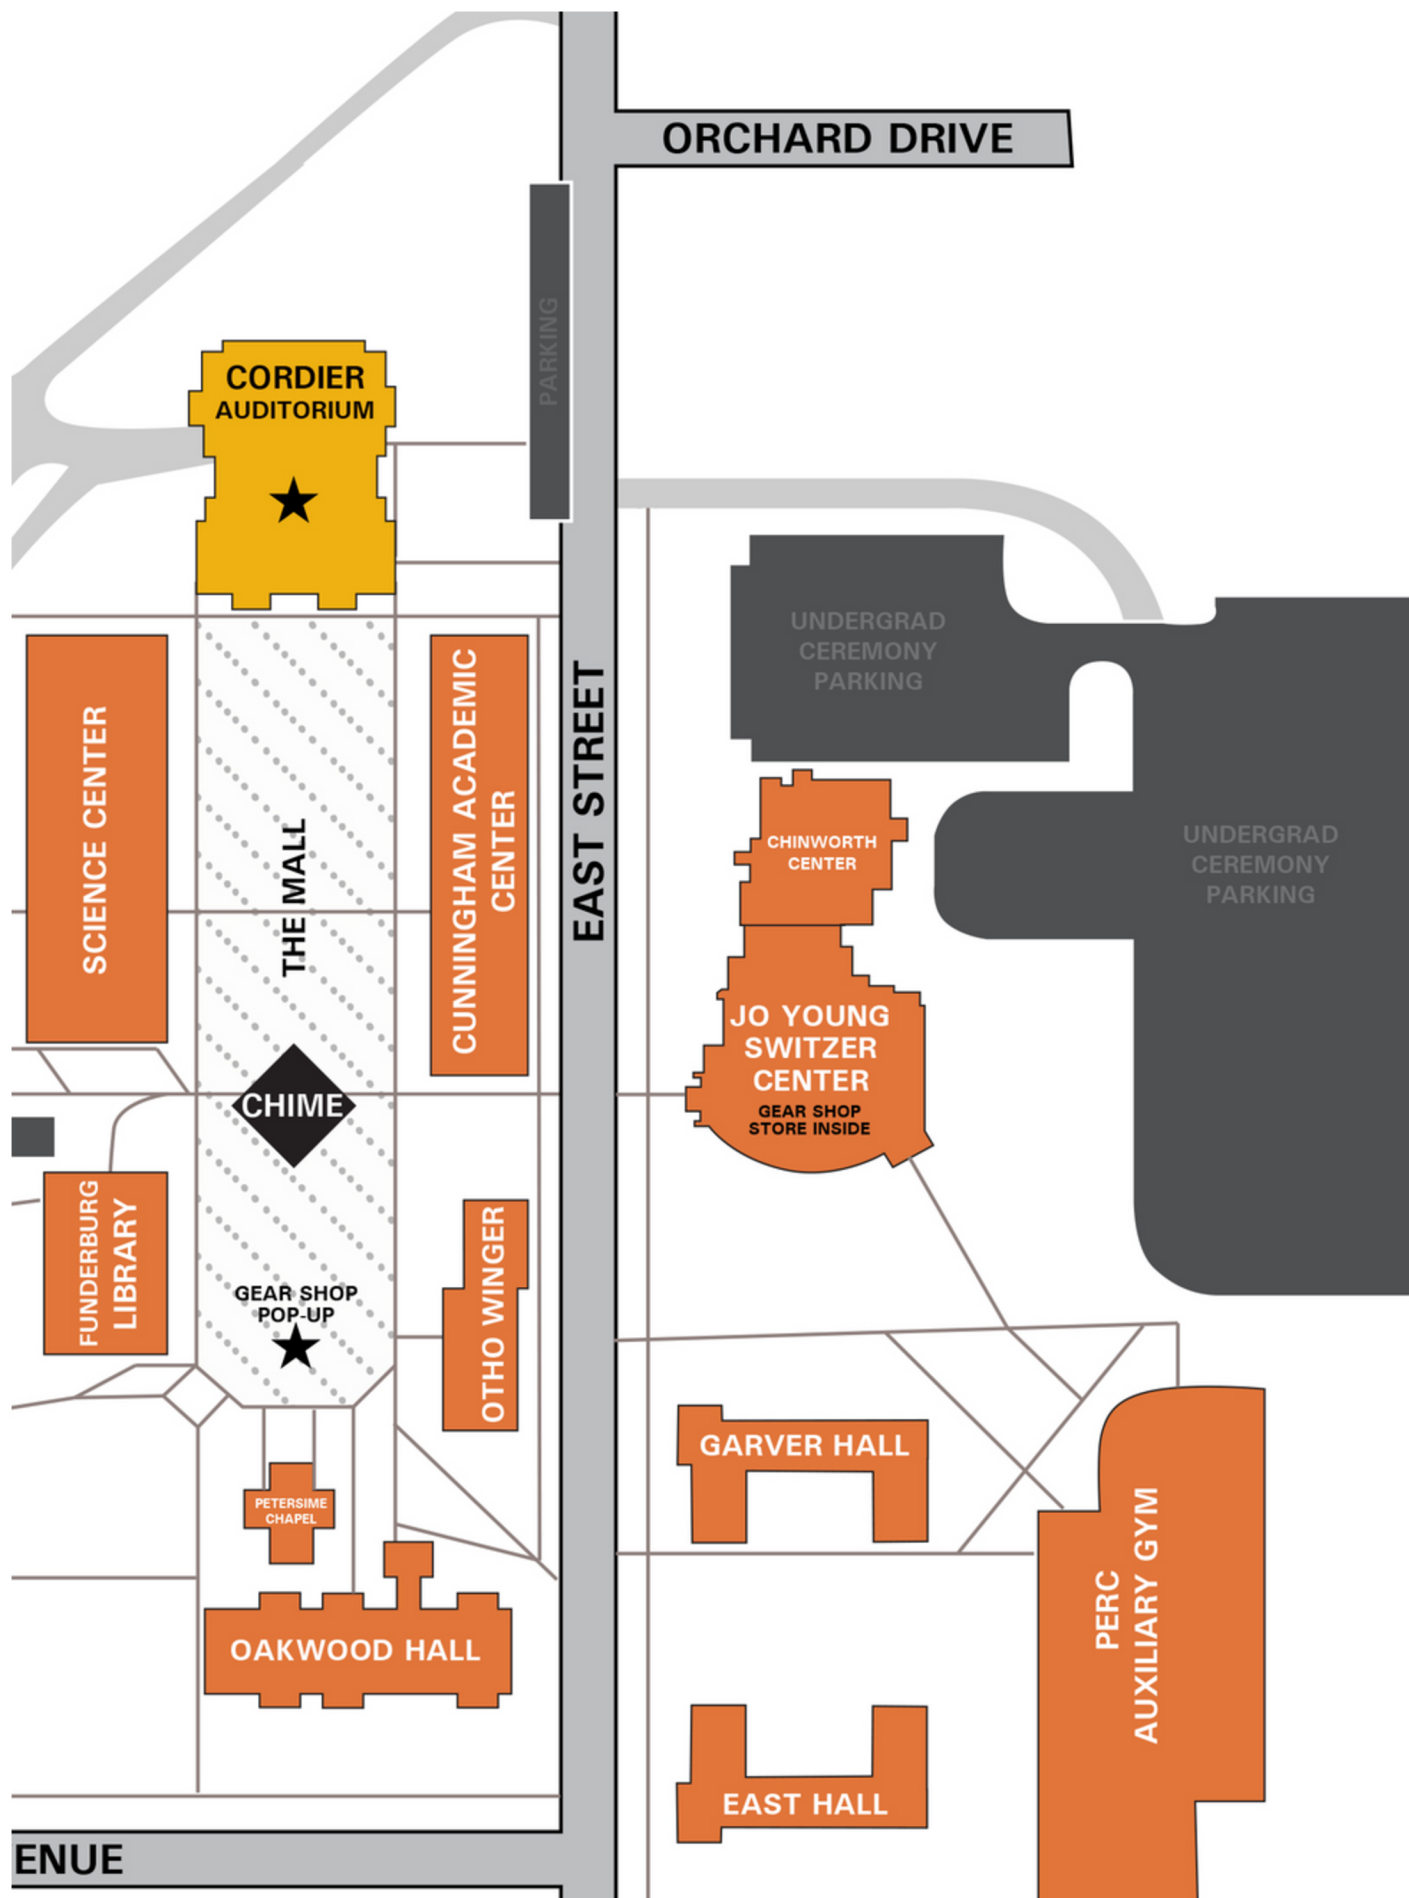 ORCHARD DRIVE
PARKING
CORDIER
AUDITORIUM
UNDERGRAD
CEREMONY
PARKING
EAST STREET
SCIENCE CENTER
THE MALL
CUNNINGHAM ACADEMIC
CENTER
CHINWORTH
CENTER
UNDERGRAD
CEREMONY
PARKING
JO YOUNG
SWITZER
CENTER
GEAR SHOP
STORE INSIDE
CHIME
FUNDERBURG
LIBRARY
GEAR SHOP
POP-UP
OTHO WINGER
GARVER HALL
PETERSIME
CHAPEL
OAKWOOD HALL
PERC
AUXILIARY GYM
EAST HALL
ENUE